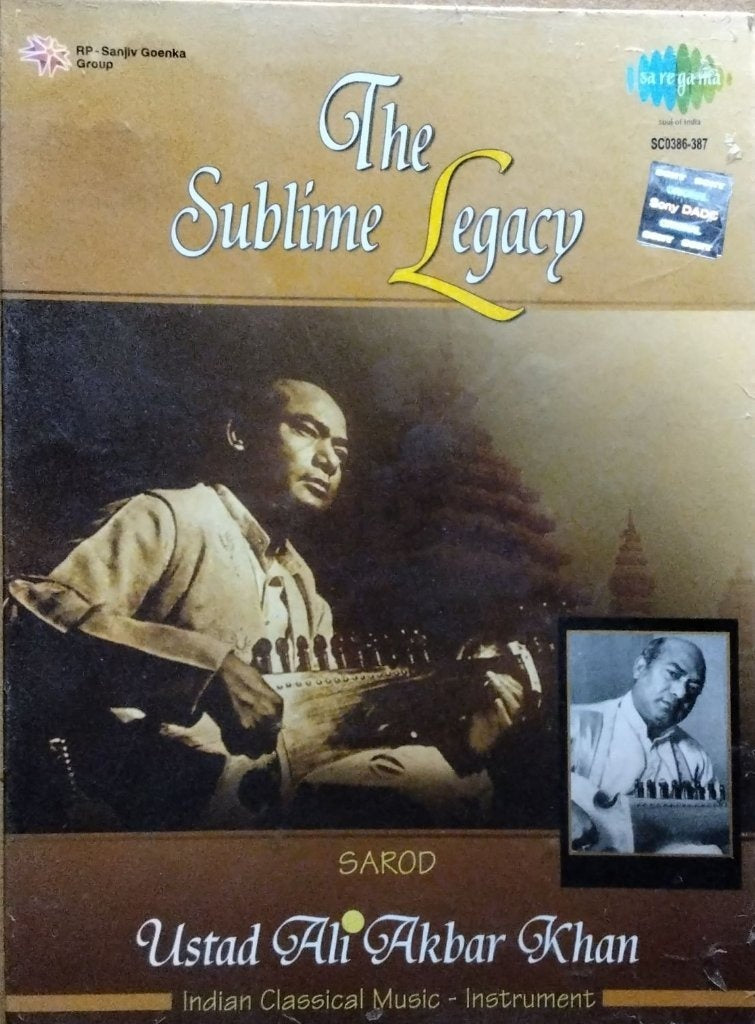 RP-Sanjiv Goenka
Group
sa re ga ma
soul of india
SC0386-387
Sony DADC
The
Sublime Legacy
SAROD
Ustad Ali Akbar Khan
Indian Classical Music - Instrument